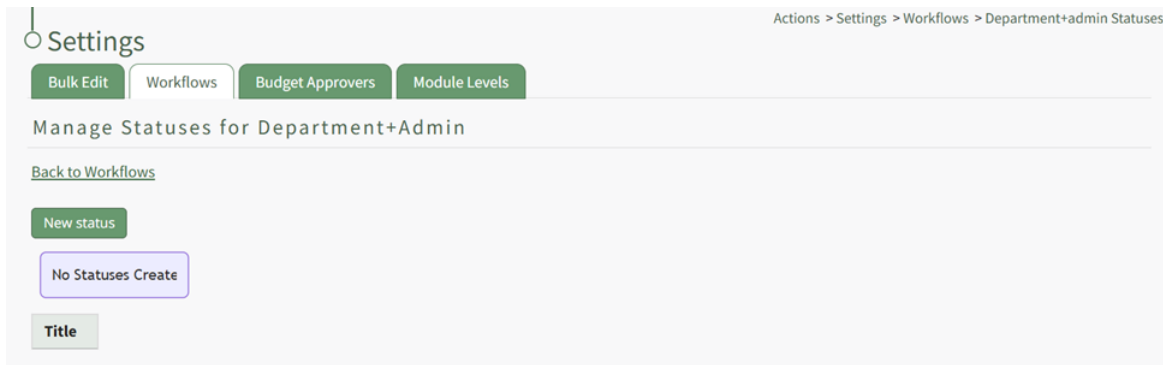 Actions > Settings > Workflows > Department+admin Statuses
Settings
Bulk Edit Workflows Budget Approvers Module Levels
Manage Statuses for Department+Admin
Back to Workflows
New status
No Statuses Create
Title